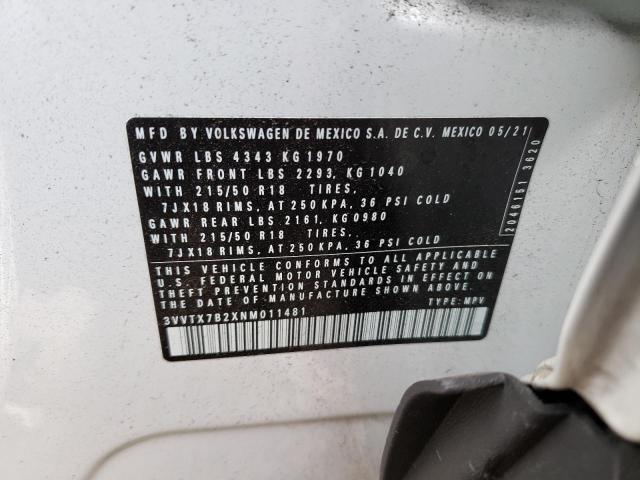 MFD BY VOLKSWAGEN DE MEXICO S.A. DE C.V. MEXICO 05/21
GVWR LBS 4343 KG 1970
GAWR FRONT LBS 2293, KG 1040
WITH 215/50 R18 TIRES,
7JX18 RIMS, AT 250 KPA, 36 PSI COLD
GAWR REAR LBS 2161, KG 0980
WITH 215/50 R18 TIRES,
7JX18 RIMS, AT 250 KPA, 36 PSI COLD
THIS VEHICLE CONFORMS TO ALL APPLICABLE
U.S. FEDERAL MOTOR VEHICLE SAFETY AND
THEFT PREVENTION STANDARDS IN EFFECT ON
THE DATE OF MANUFACTURE SHOWN ABOVE
3VVTX7B2XNM011481 TYPE: MPV
2046151 3620